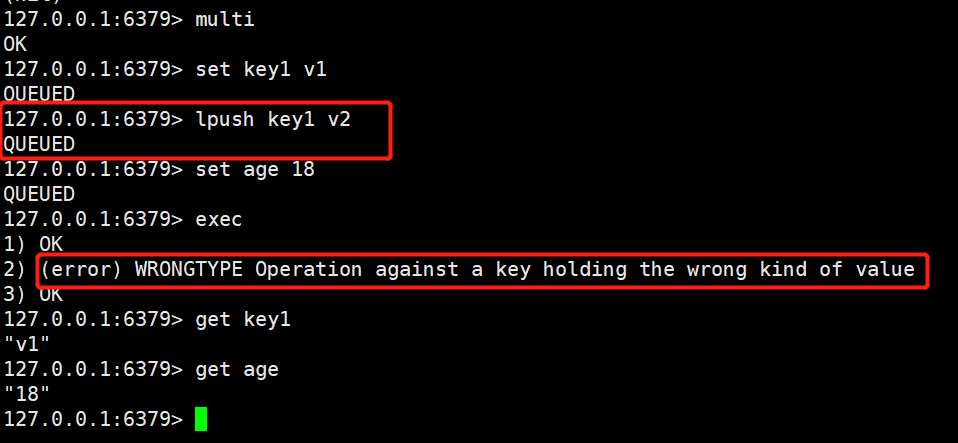 127.0.0.1:6379> multi
OK
127.0.0.1:6379> set key1 v1
QUEUED
127.0.0.1:6379> lpush key1 v2
QUEUED
127.0.0.1:6379> set age 18
QUEUED
127.0.0.1:6379> exec
1) OK
2) (error) WRONGTYPE Operation against a key holding the wrong kind of value
3) OK
127.0.0.1:6379> get key1
"v1"
127.0.0.1:6379> get age
"18"
127.0.0.1:6379>